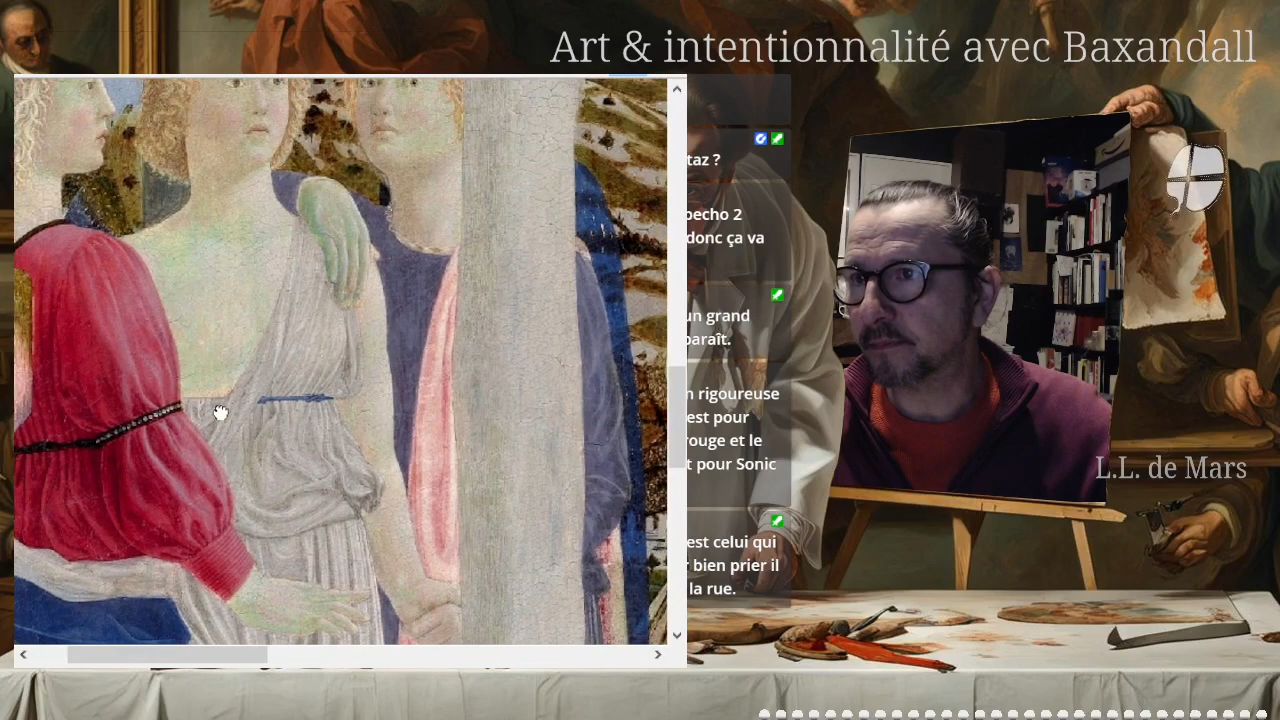 Art & intentionnalité avec Baxandall
taz ?
pecho 2
donc ça va
un grand
paraît.
n rigoureuse
est pour
rouge et le
t pour Sonic
est celui qui
r bien prier il
la rue.
L.L. de Mars